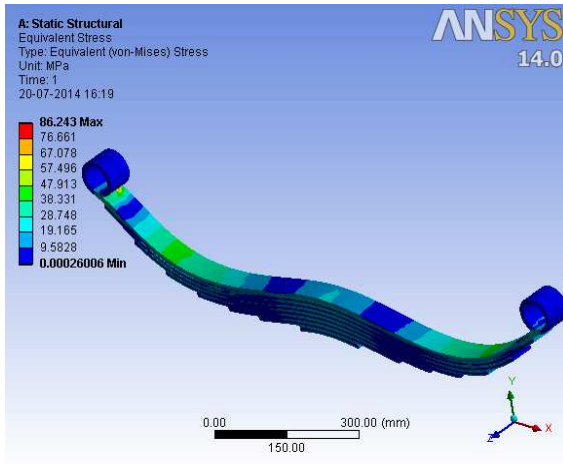 A: Static Structural
Equivalent Stress
Type: Equivalent (von-Mises) Stress
Unit: MPa
Time: 1
20-07-2014 16:19
ANSYS
14.0
86.243 Max
76.661
67.078
57.496
47.913
38.331
28.748
19.165
9.5828
0.00026006 Min
0.00
300.00 (mm)
150.00
Y
X
Z